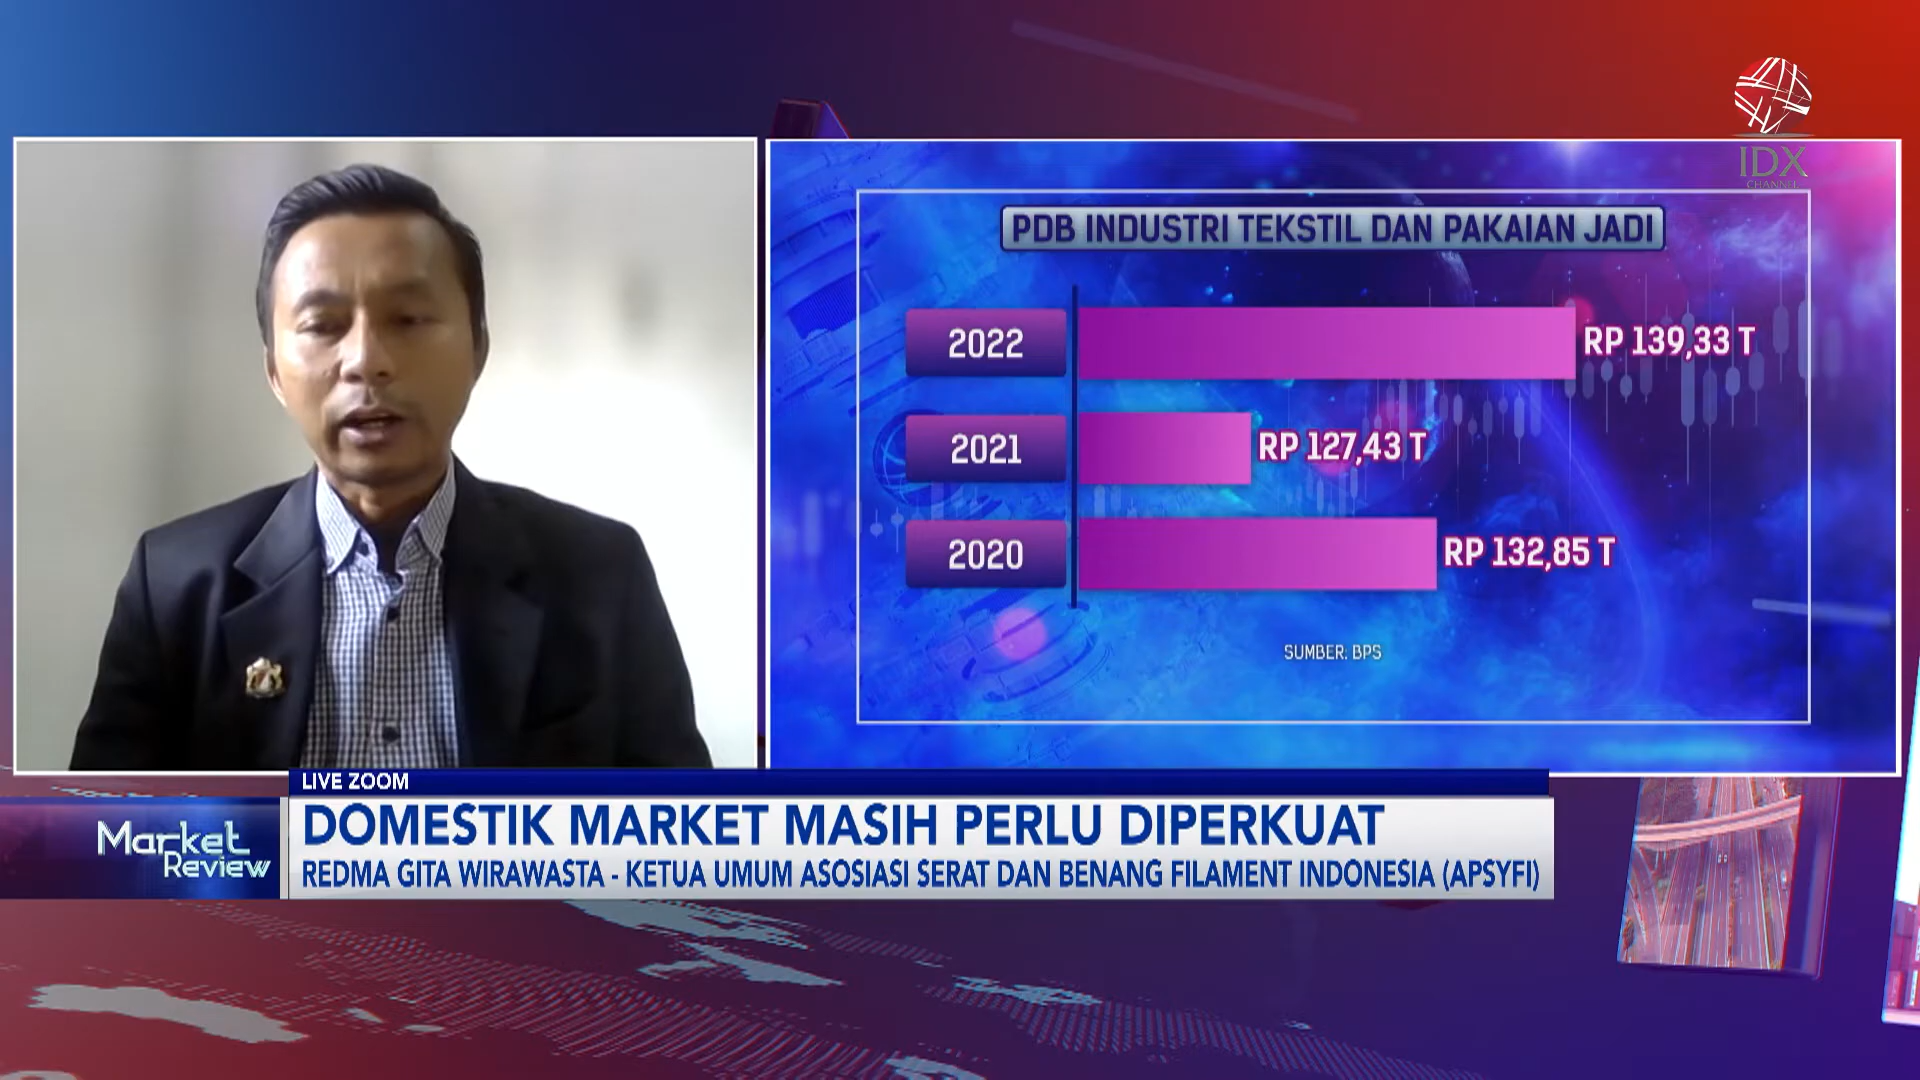 IDX
CHANNEL
PDB INDUSTRI TEKSTIL DAN PAKAIAN JADI
2022
RP 139,33 T
2021
RP 127,43 T
2020
RP 132,85 T
SUMBER: BPS
LIVE ZOOM
Market
Review
DOMESTIK MARKET MASIH PERLU DIPERKUAT
REDMA GITA WIRAWASTA - KETUA UMUM ASOSIASI SERAT DAN BENANG FILAMENT INDONESIA (APSYFI)